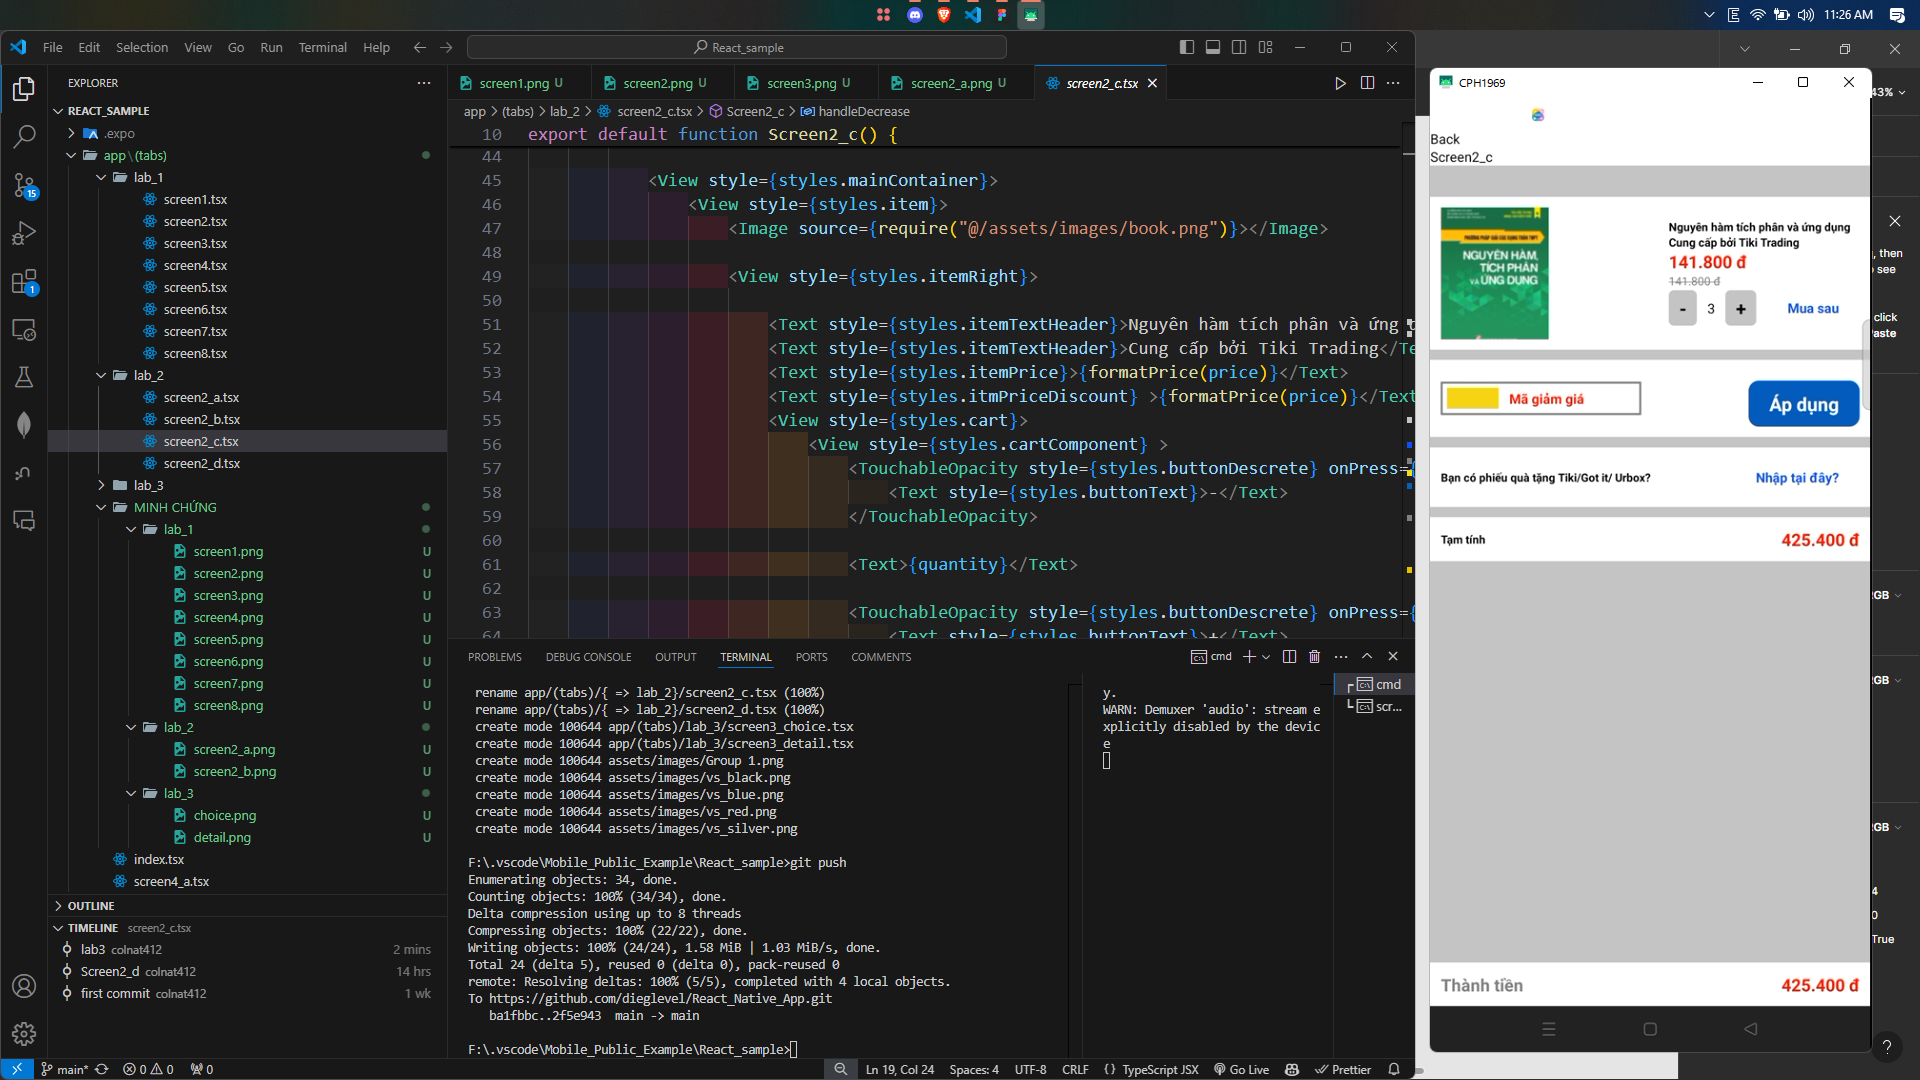 11:26 AM
File Edit Selection View Go Run Terminal Help
React_sample
EXPLORER
REACT_SAMPLE
.expo
app\(tabs)
lab_1
screen1.tsx
screen2.tsx
screen3.tsx
screen4.tsx
screen5.tsx
screen6.tsx
screen7.tsx
screen8.tsx
lab_2
screen2_a.tsx
screen2_b.tsx
screen2_c.tsx
screen2_d.tsx
lab_3
MINH CHỨNG
lab_1
screen1.png U
screen2.png U
screen3.png U
screen4.png U
screen5.png U
screen6.png U
screen7.png U
screen8.png U
lab_2
screen2_a.png U
screen2_b.png U
lab_3
choice.png U
detail.png U
index.tsx
screen4_a.tsx
OUTLINE
TIMELINE screen2_c.tsx
lab3 colnat412 2 mins
Screen2_d colnat412 14 hrs
first commit colnat412 1 wk
15
1
screen1.png U screen2.png U screen3.png U screen2_a.png U screen2_c.tsx
app > (tabs) > lab_2 > screen2_c.tsx > Screen2_c > handleDecrease
10 export default function Screen2_c() {
44
45 <View style={styles.mainContainer}>
46 <View style={styles.item}>
47 <Image source={require("@/assets/images/book.png")}></Image>
48
49 <View style={styles.itemRight}>
50
51 <Text style={styles.itemTextHeader}>Nguyên hàm tích phân và ứng
52 <Text style={styles.itemTextHeader}>Cung cấp bởi Tiki Trading</Te
53 <Text style={styles.itemPrice}>{formatPrice(price)}</Text>
54 <Text style={styles.itmPriceDiscount} >{formatPrice(price)}</Text
55 <View style={styles.cart}>
56 <View style={styles.cartComponent} >
57 <TouchableOpacity style={styles.buttonDescrete} onPress={
58 <Text style={styles.buttonText}>-</Text>
59 </TouchableOpacity>
60
61 <Text>{quantity}</Text>
62
63 <TouchableOpacity style={styles.buttonDescrete} onPress={
64 <Text style={styles.buttonText}>+</Text>
PROBLEMS DEBUG CONSOLE OUTPUT TERMINAL PORTS COMMENTS
cmd
rename app/(tabs)/{ => lab_2}/screen2_c.tsx (100%)
rename app/(tabs)/{ => lab_2}/screen2_d.tsx (100%)
create mode 100644 app/(tabs)/lab_3/screen3_choice.tsx
create mode 100644 app/(tabs)/lab_3/screen3_detail.tsx
create mode 100644 assets/images/Group 1.png
create mode 100644 assets/images/vs_black.png
create mode 100644 assets/images/vs_blue.png
create mode 100644 assets/images/vs_red.png
create mode 100644 assets/images/vs_silver.png
F:\.vscode\Mobile_Public_Example\React_sample>git push
Enumerating objects: 34, done.
Counting objects: 100% (34/34), done.
Delta compression using up to 8 threads
Compressing objects: 100% (22/22), done.
Writing objects: 100% (24/24), 1.58 MiB | 1.03 MiB/s, done.
Total 24 (delta 5), reused 0 (delta 0), pack-reused 0
remote: Resolving deltas: 100% (5/5), completed with 4 local objects.
To https://github.com/dieglevel/React_Native_App.git
ba1fbbc..2f5e943 main -> main
F:\.vscode\Mobile_Public_Example\React_sample>
y.
WARN: Demuxer 'audio': stream e
xplicitly disabled by the devic
e
cmd
scr...
main* 0 0 0
Ln 19, Col 24 Spaces: 4 UTF-8 CRLF {} TypeScript JSX Go Live Prettier
CPH1969
Back
Screen2_c
NGUYÊN HÀM,
TÍCH PHÂN
VÀ ỨNG DỤNG
Nguyên hàm tích phân và ứng dụng
Cung cấp bởi Tiki Trading
141.800 đ
141.800 đ
- 3 + Mua sau
Mã giảm giá
Áp dụng
Bạn có phiếu quà tặng Tiki/Got it/ Urbox? Nhập tại đây?
Tạm tính 425.400 đ
Thành tiền 425.400 đ
43%
, then
see
click
aste
GB
GB
GB
4
0
True
?